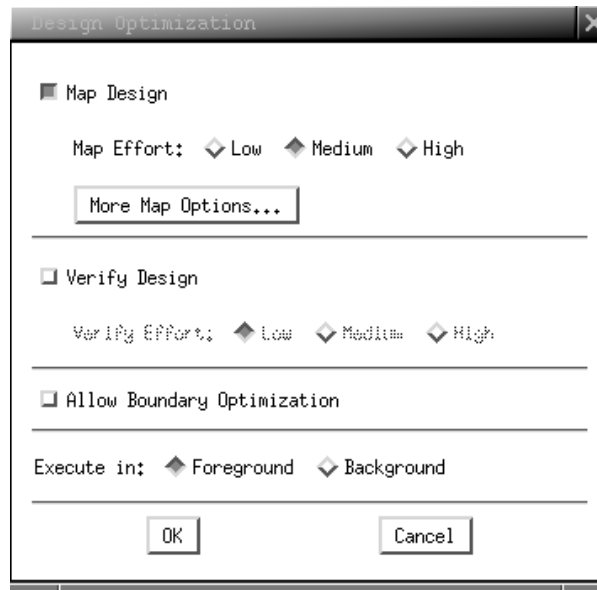 Design Optimization
Map Design
Map Effort: Low Medium High
More Map Options...
Verify Design
Verify Effort: Low Medium High
Allow Boundary Optimization
Execute in: Foreground Background
OK Cancel